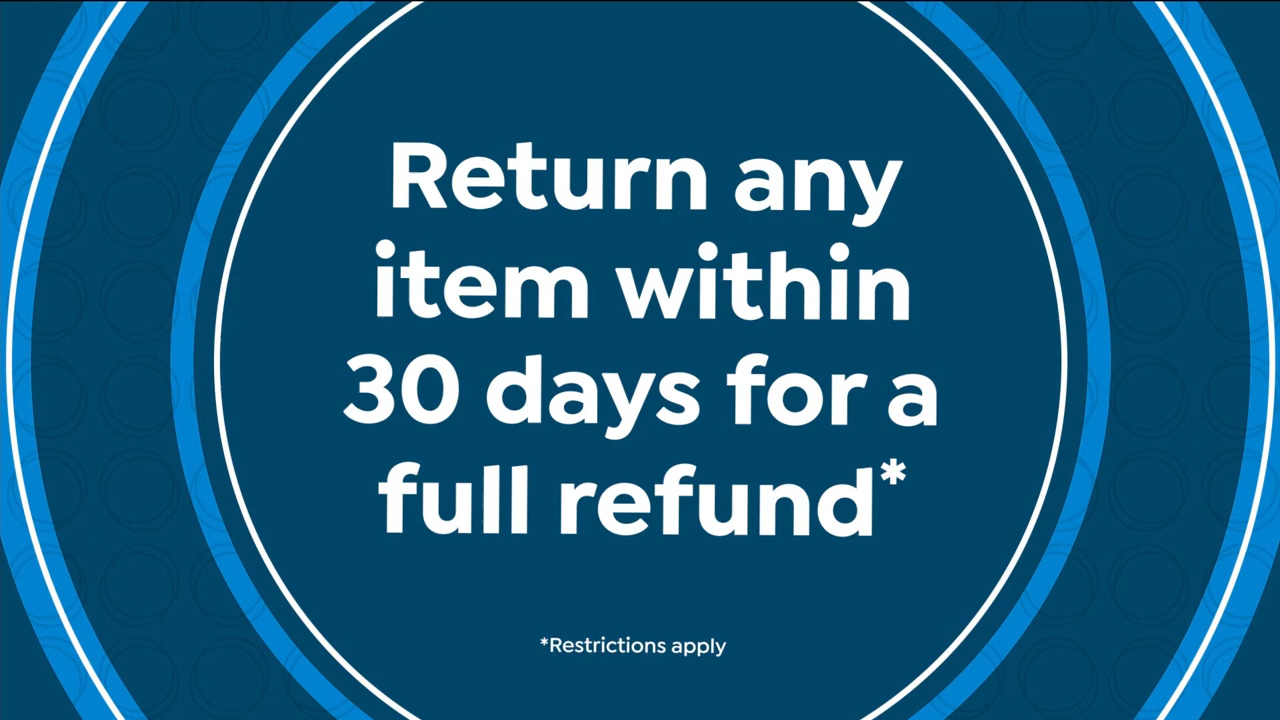 Return any
item within
30 days for a
full refund*
*Restrictions apply